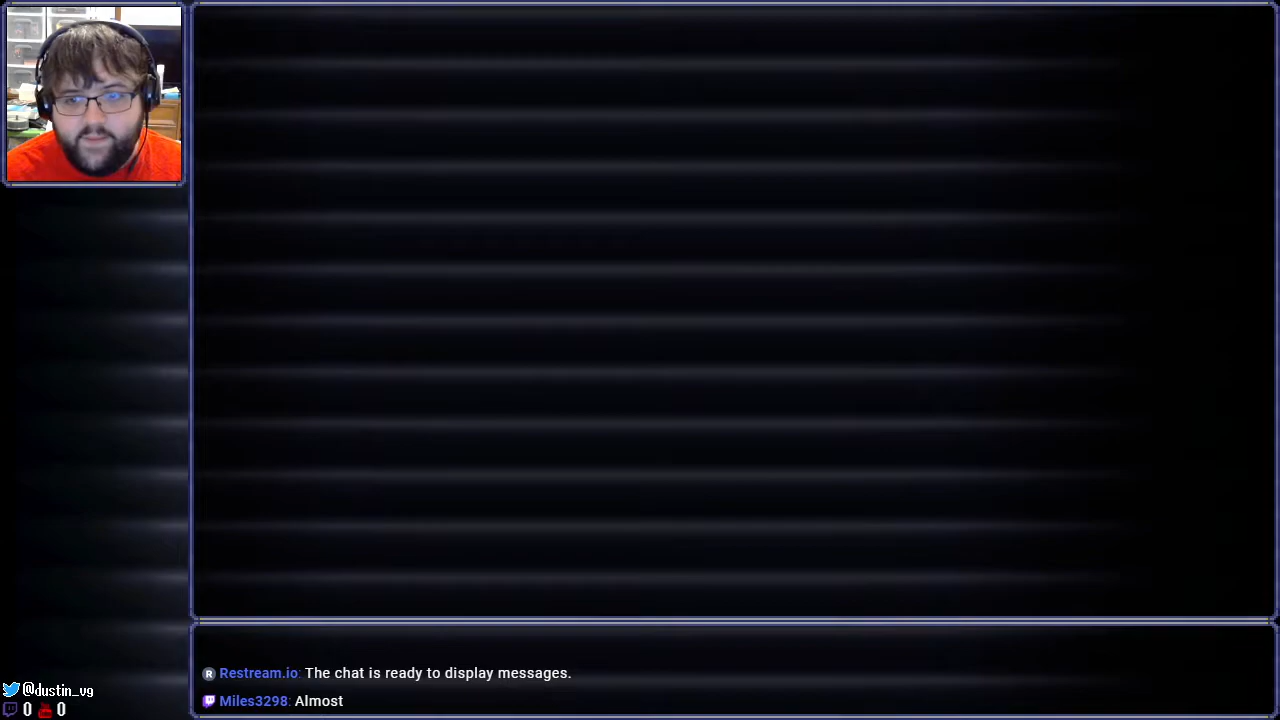 Restream.io: The chat is ready to display messages.
Miles3298: Almost
@dustin_vg
0 0